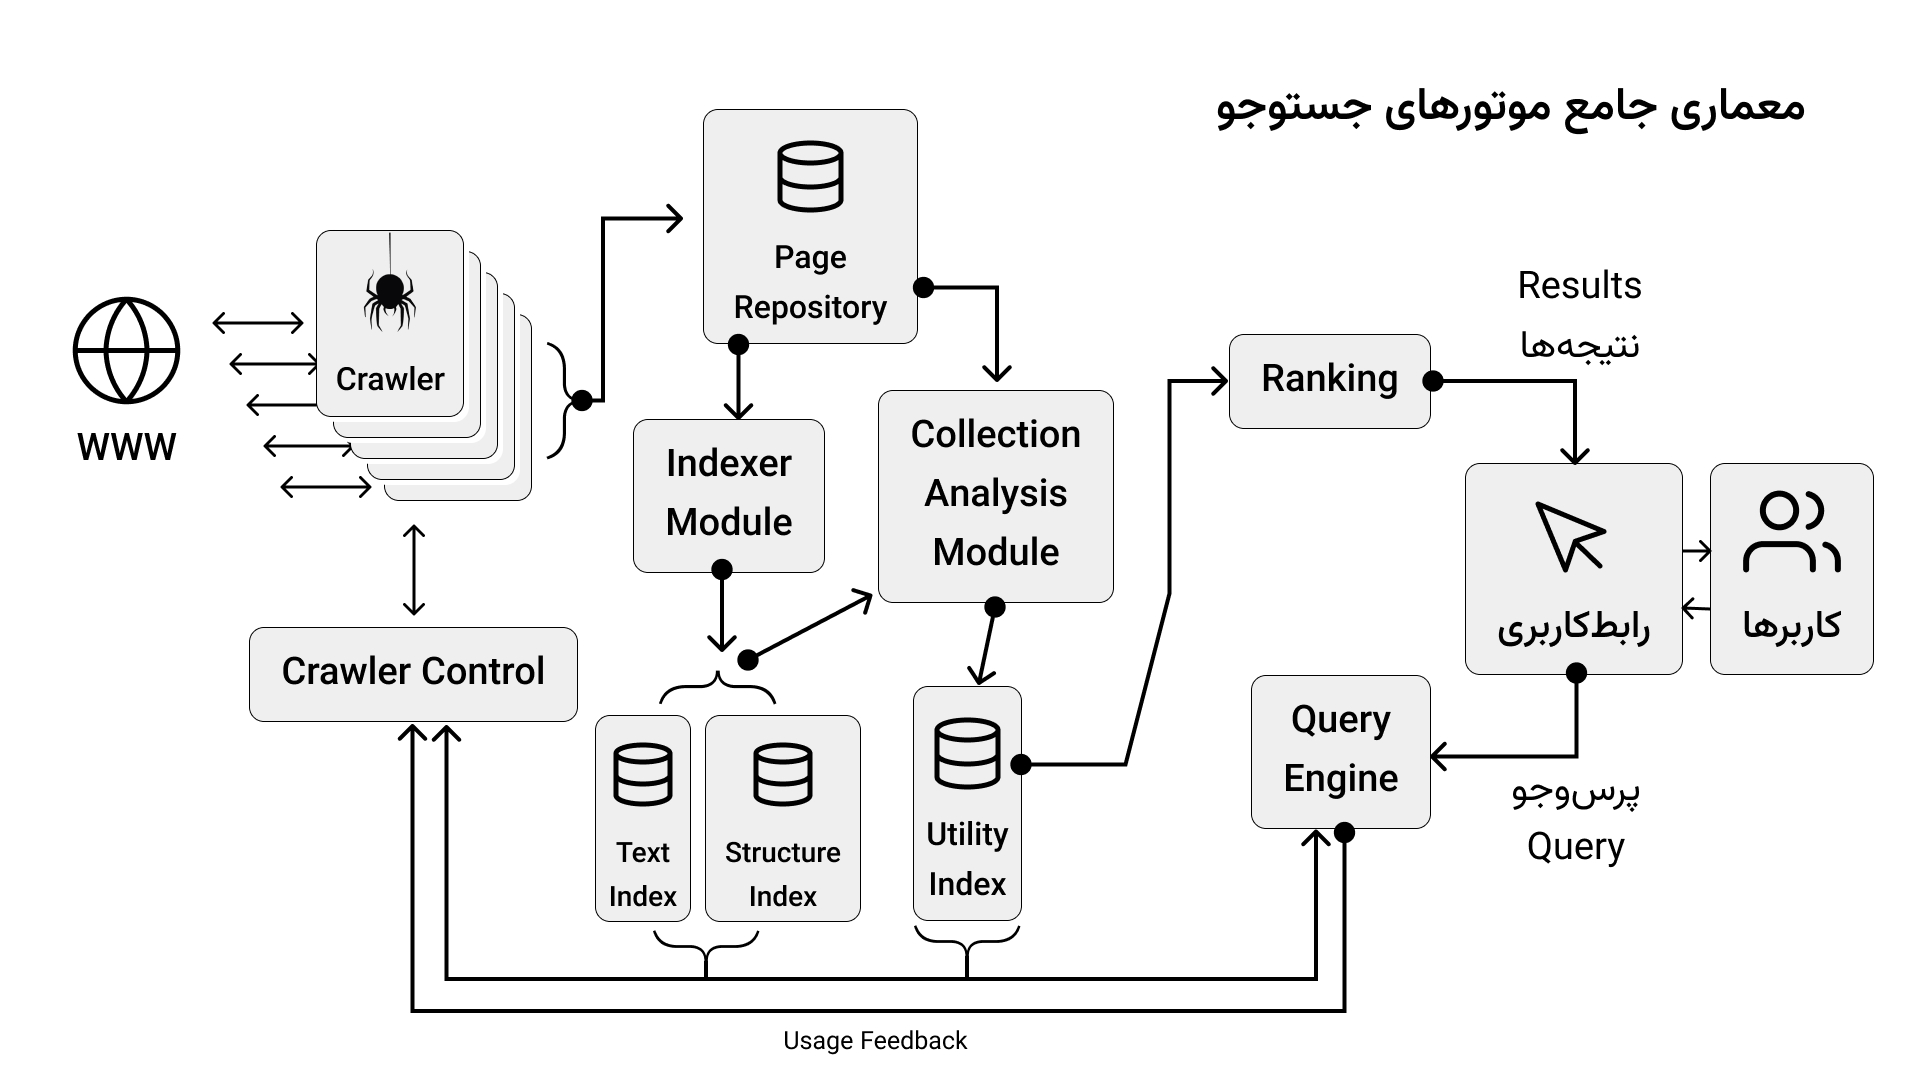 معماری جامع موتورهای جستوجو
WWW
Crawler
Crawler Control
Page
Repository
Indexer
Module
Collection
Analysis
Module
Text
Index
Structure
Index
Utility
Index
Ranking
Results
نتیجه‌ها
رابط‌کاربری
کاربرها
Query
Engine
پرس‌وجو
Query
Usage Feedback